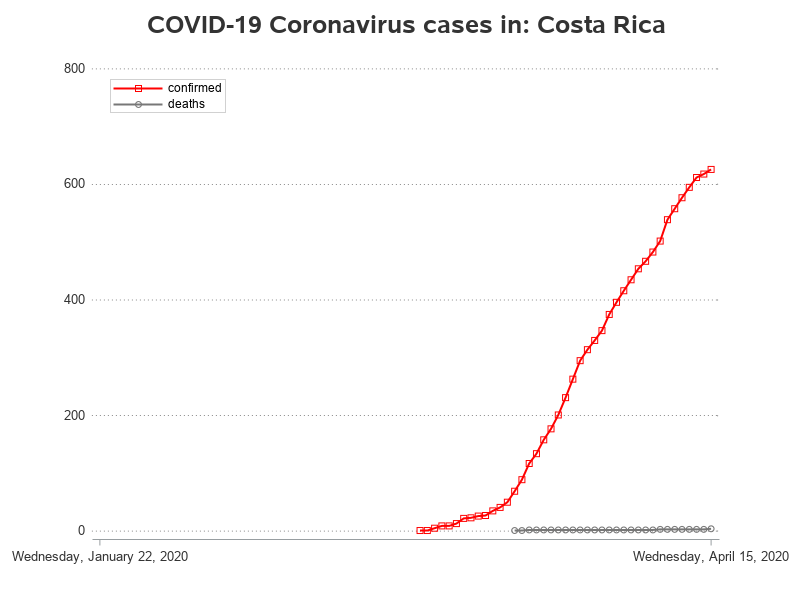 COVID-19 Coronavirus cases in: Costa Rica
800
confirmed
deaths
600
400
200
0
Wednesday, January 22, 2020
Wednesday, April 15, 2020